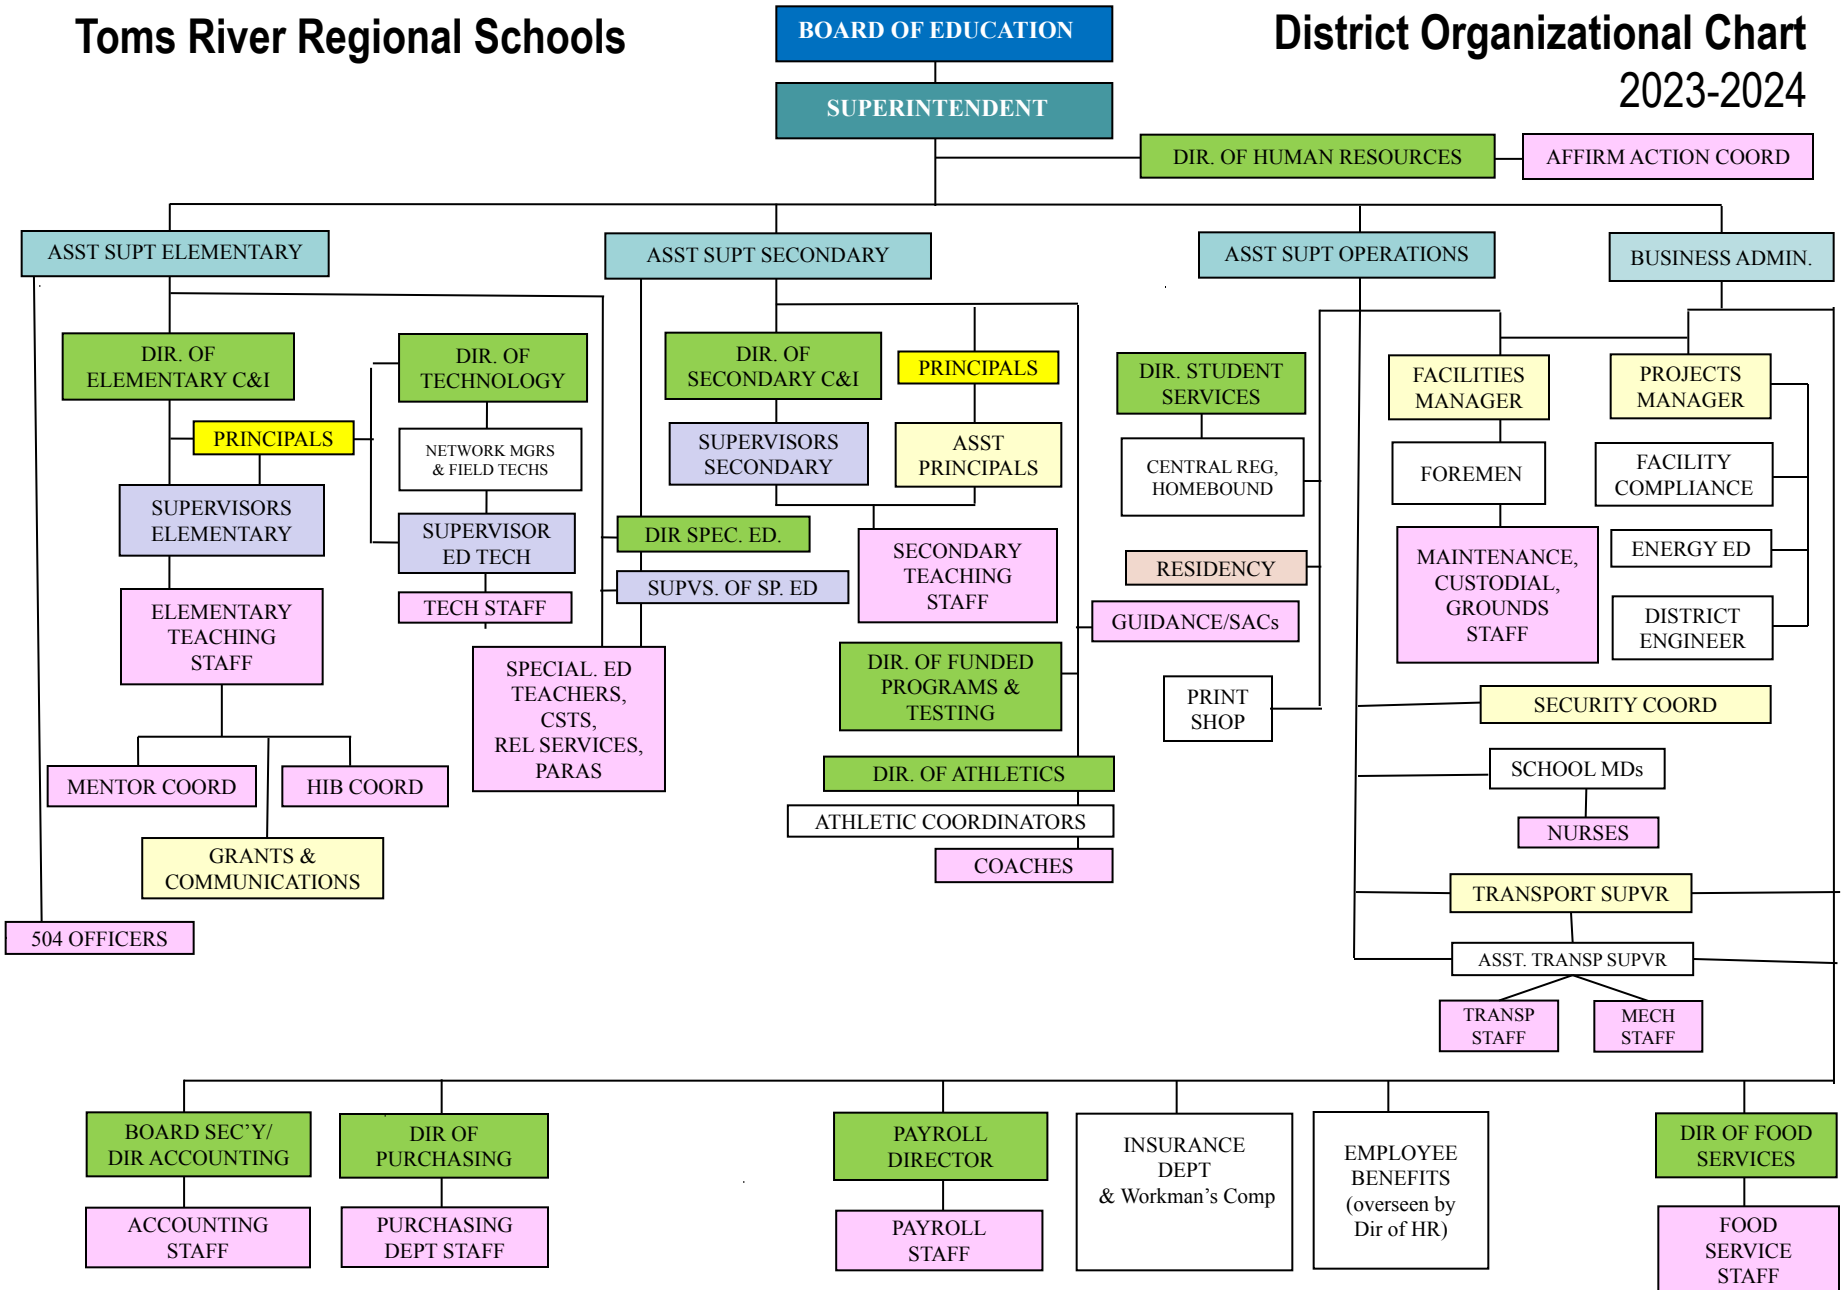 Toms River Regional Schools
District Organizational Chart
2023-2024
BOARD OF EDUCATION
SUPERINTENDENT
DIR. OF HUMAN RESOURCES
AFFIRM ACTION COORD
ASST SUPT ELEMENTARY
ASST SUPT SECONDARY
ASST SUPT OPERATIONS
BUSINESS ADMIN.
DIR. OF
ELEMENTARY C&I
PRINCIPALS
SUPERVISORS
ELEMENTARY
ELEMENTARY
TEACHING
STAFF
MENTOR COORD
HIB COORD
GRANTS &
COMMUNICATIONS
504 OFFICERS
DIR. OF
TECHNOLOGY
NETWORK MGRS
& FIELD TECHS
SUPERVISOR
ED TECH
TECH STAFF
SPECIAL. ED
TEACHERS,
CSTS,
REL SERVICES,
PARAS
DIR SPEC. ED.
SUPVS. OF SP. ED
DIR. OF
SECONDARY C&I
SUPERVISORS
SECONDARY
PRINCIPALS
ASST
PRINCIPALS
SECONDARY
TEACHING
STAFF
GUIDANCE/SACs
DIR. OF FUNDED
PROGRAMS &
TESTING
DIR. OF ATHLETICS
ATHLETIC COORDINATORS
COACHES
DIR. STUDENT
SERVICES
CENTRAL REG,
HOMEBOUND
RESIDENCY
PRINT
SHOP
FACILITIES
MANAGER
FOREMEN
MAINTENANCE,
CUSTODIAL,
GROUNDS
STAFF
PROJECTS
MANAGER
FACILITY
COMPLIANCE
ENERGY ED
DISTRICT
ENGINEER
SECURITY COORD
SCHOOL MDs
NURSES
TRANSPORT SUPVR
ASST. TRANSP SUPVR
TRANSP
STAFF
MECH
STAFF
BOARD SEC'Y/
DIR ACCOUNTING
ACCOUNTING
STAFF
DIR OF
PURCHASING
PURCHASING
DEPT STAFF
PAYROLL
DIRECTOR
PAYROLL
STAFF
INSURANCE
DEPT
& Workman's Comp
EMPLOYEE
BENEFITS
(overseen by
Dir of HR)
DIR OF FOOD
SERVICES
FOOD
SERVICE
STAFF